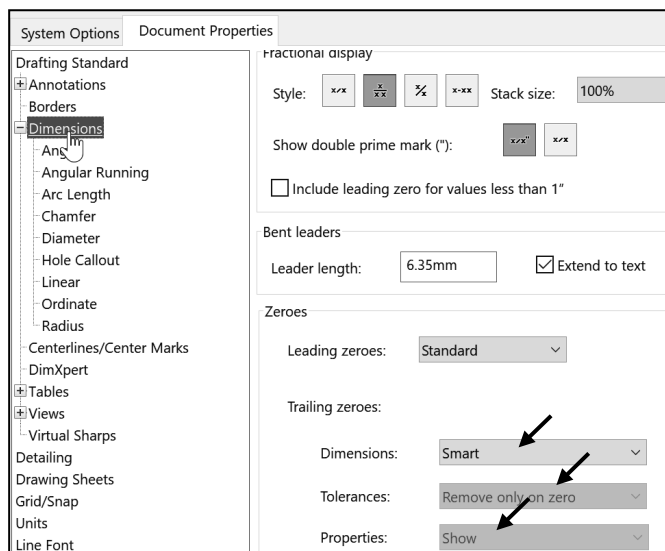 System Options Document Properties
Drafting Standard
Annotations
Borders
Dimensions
Angular Running
Arc Length
Chamfer
Diameter
Hole Callout
Linear
Ordinate
Radius
Centerlines/Center Marks
DimXpert
Tables
Views
Virtual Sharps
Detailing
Drawing Sheets
Grid/Snap
Units
Line Font
Fractional display
Style: x/x x/xx x/x x-xx Stack size: 100%
Show double prime mark ("): x/x" x/x
Include leading zero for values less than 1"
Bent leaders
Leader length: 6.35mm Extend to text
Zeroes
Leading zeroes: Standard
Trailing zeroes:
Dimensions: Smart
Tolerances: Remove only on zero
Properties: Show